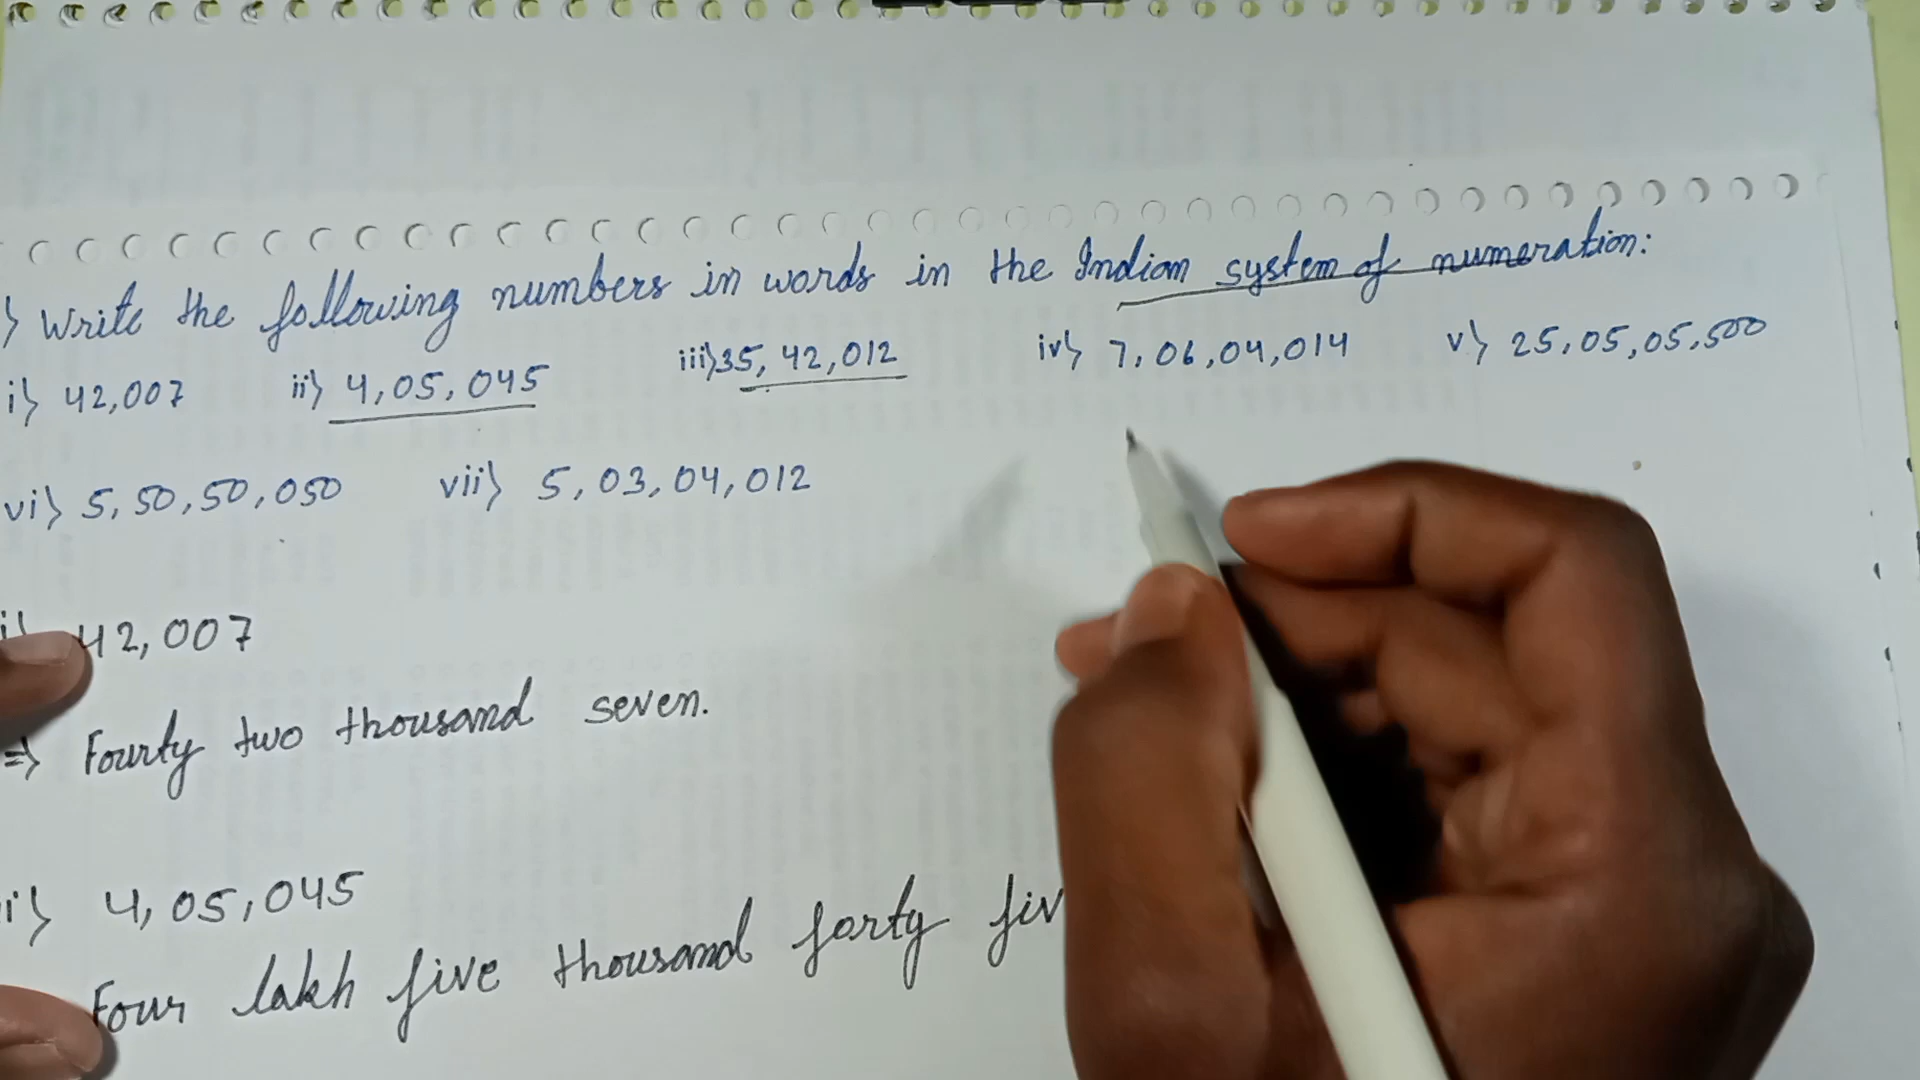 Write the following numbers in words in the Indian system of numeration:
i) 42,007 ii) 4,05,045 iii) 35,42,012 iv) 7,06,04,014 v) 25,05,05,500
vi) 5,50,50,050 vii) 5,03,04,012
42,007
⇒ Fourty two thousand seven.
4,05,045
Four lakh five thousand forty